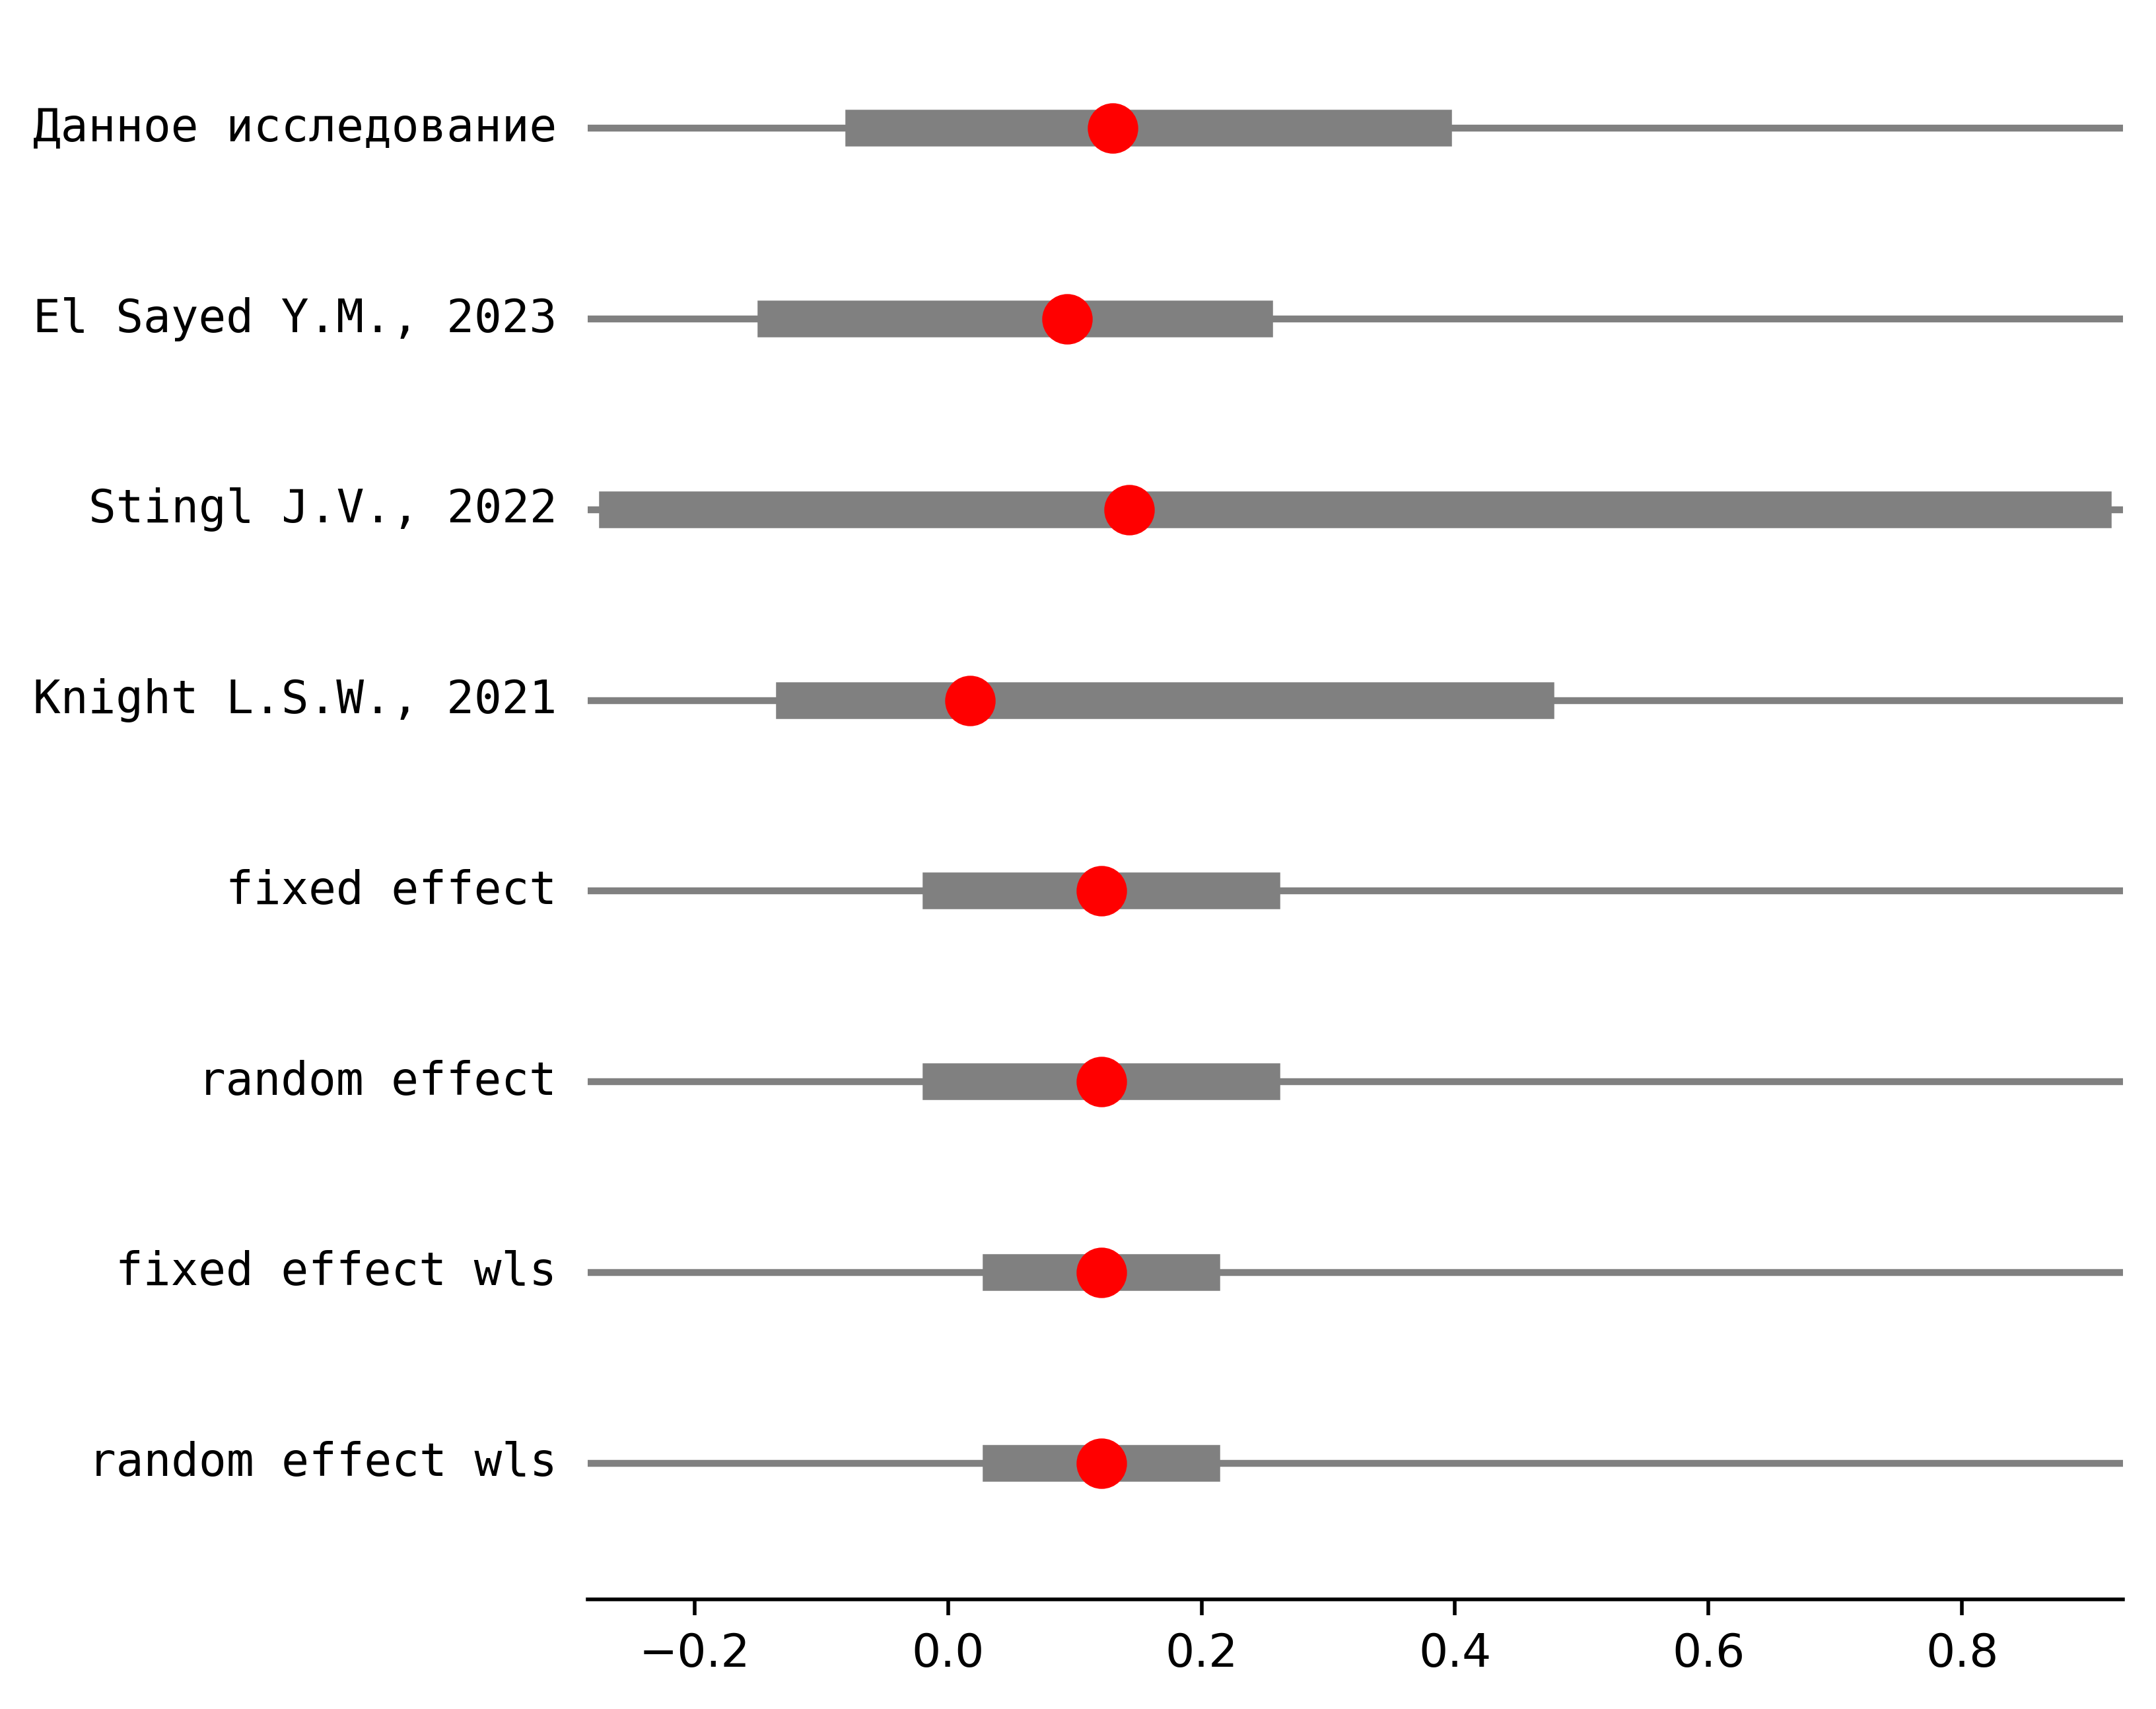 Данное исследование
El Sayed Y.M., 2023
Stingl J.V., 2022
Knight L.S.W., 2021
fixed effect
random effect
fixed effect wls
random effect wls
−0.2 0.0 0.2 0.4 0.6 0.8